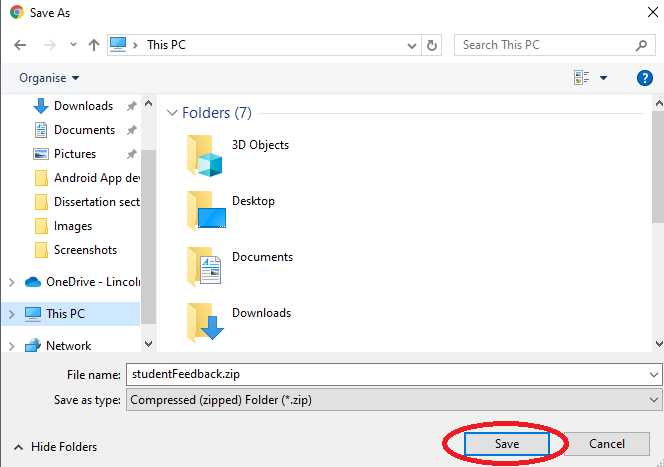 Save As
This PC
Search This PC
Organise
Downloads
Documents
Pictures
Android App dev
Dissertation sect
Images
Screenshots
OneDrive - Lincoln
This PC
Network
Folders (7)
3D Objects
Desktop
Documents
Downloads
File name: studentFeedback.zip
Save as type: Compressed (zipped) Folder (*.zip)
Hide Folders
Save
Cancel